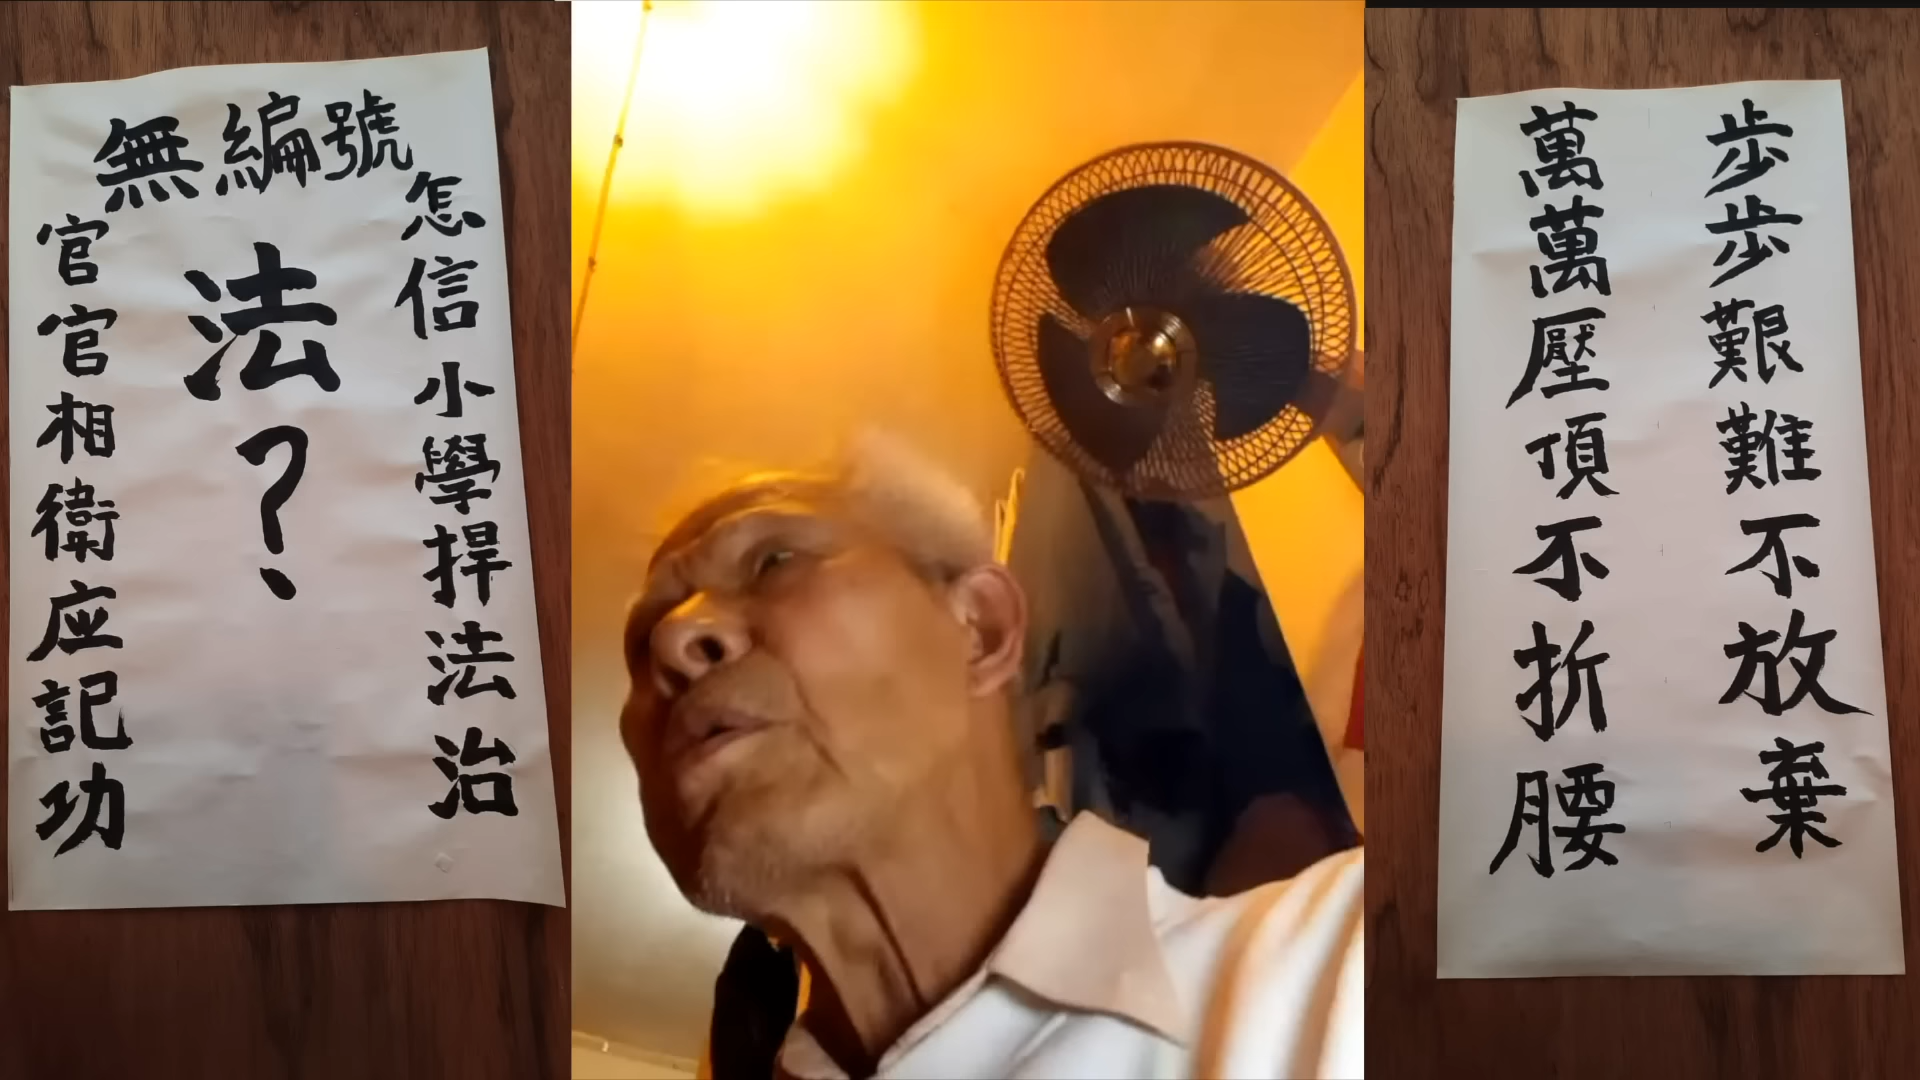 無編號
怎信小學捍法治
法?
官官相衛應記功
步步艱難不放棄
萬萬壓頂不折腰